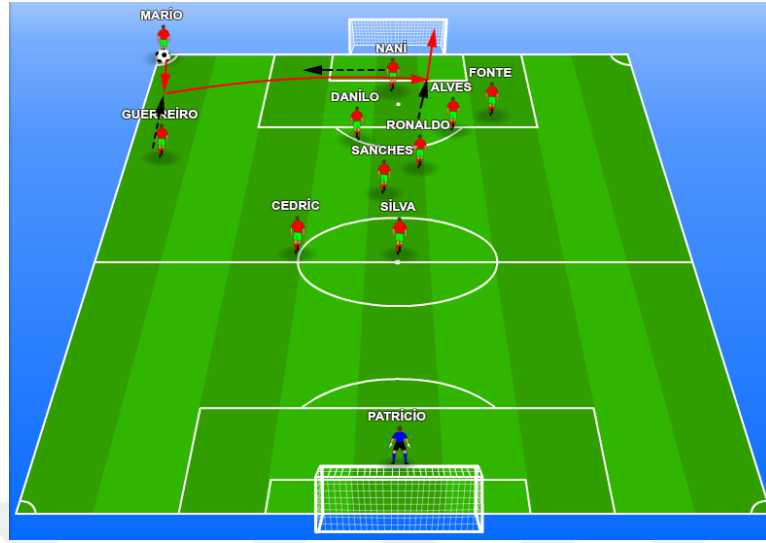 MARİO
NANİ
FONTE
ALVES
DANİLO
GUERREİRO
RONALDO
SANCHES
CEDRİC
SİLVA
PATRİCİO